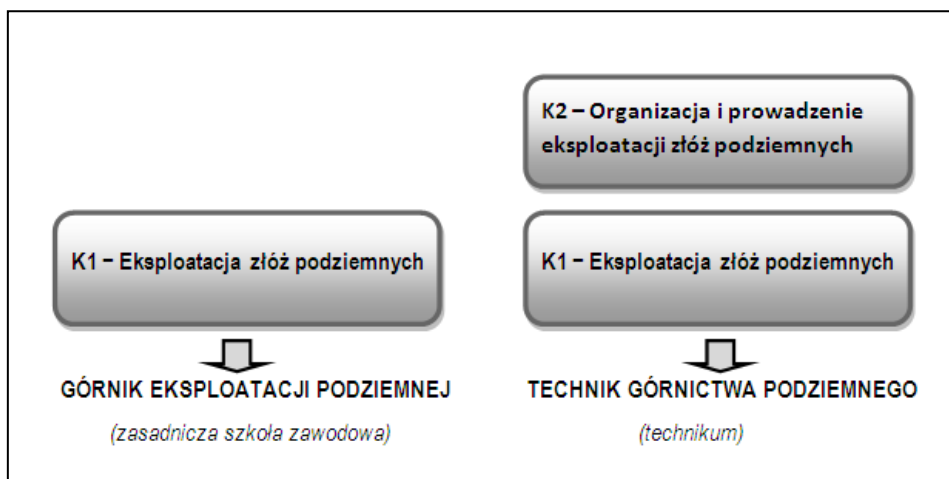 K2 – Organizacja i prowadzenie
eksploatacji złóż podziemnych
K1 – Eksploatacja złóż podziemnych
K1 – Eksploatacja złóż podziemnych
GÓRNIK EKSPLOATACJI PODZIEMNEJ
(zasadnicza szkoła zawodowa)
TECHNIK GÓRNICTWA PODZIEMNEGO
(technikum)